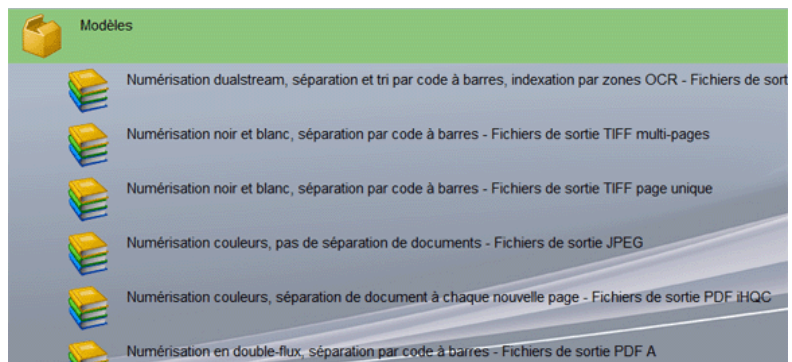 Modèles
Numérisation dualstream, séparation et tri par code à barres, indexation par zones OCR - Fichiers de sort
Numérisation noir et blanc, séparation par code à barres - Fichiers de sortie TIFF multi-pages
Numérisation noir et blanc, séparation par code à barres - Fichiers de sortie TIFF page unique
Numérisation couleurs, pas de séparation de documents - Fichiers de sortie JPEG
Numérisation couleurs, séparation de document à chaque nouvelle page - Fichiers de sortie PDF iHQC
Numérisation en double-flux, séparation par code à barres - Fichiers de sortie PDF A